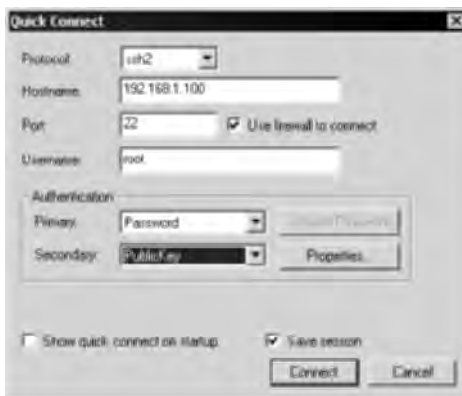 Quick Connect
Protocol: ssh2
Hostname: 192.168.1.100
Port: 22 Use firewall to connect
Username: root
Authentication
Primary: Password
Secondary: PublicKey Properties...
Show quick connect on startup Save session
Connect Cancel